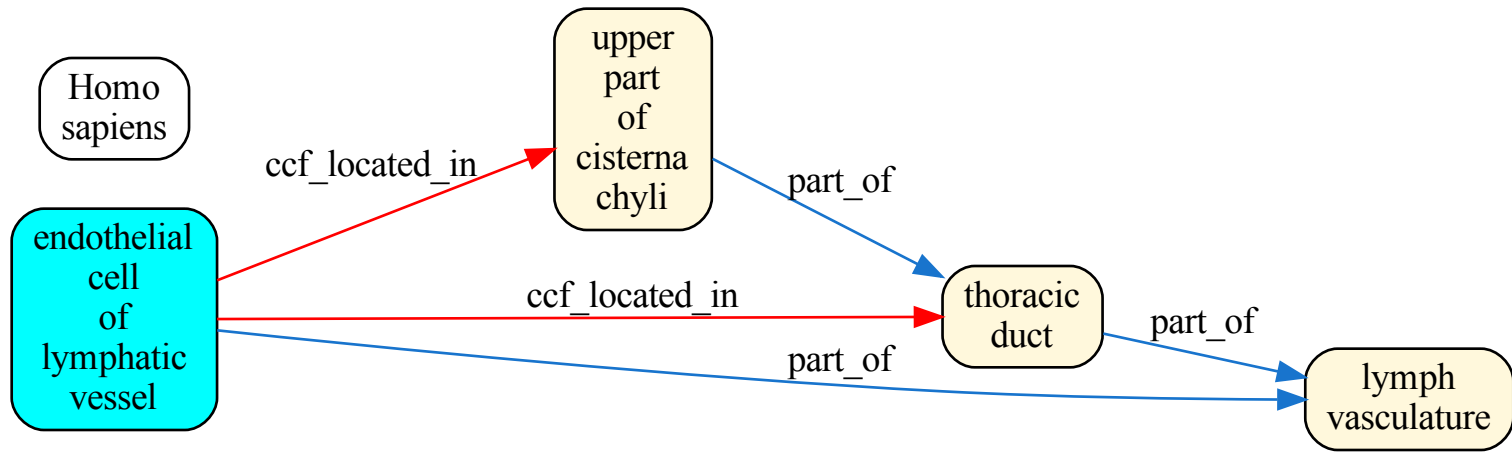 Homo
sapiens
endothelial
cell
of
lymphatic
vessel
ccf_located_in
upper
part
of
cisterna
chyli
part_of
ccf_located_in
thoracic
duct
part_of
part_of
lymph
vasculature